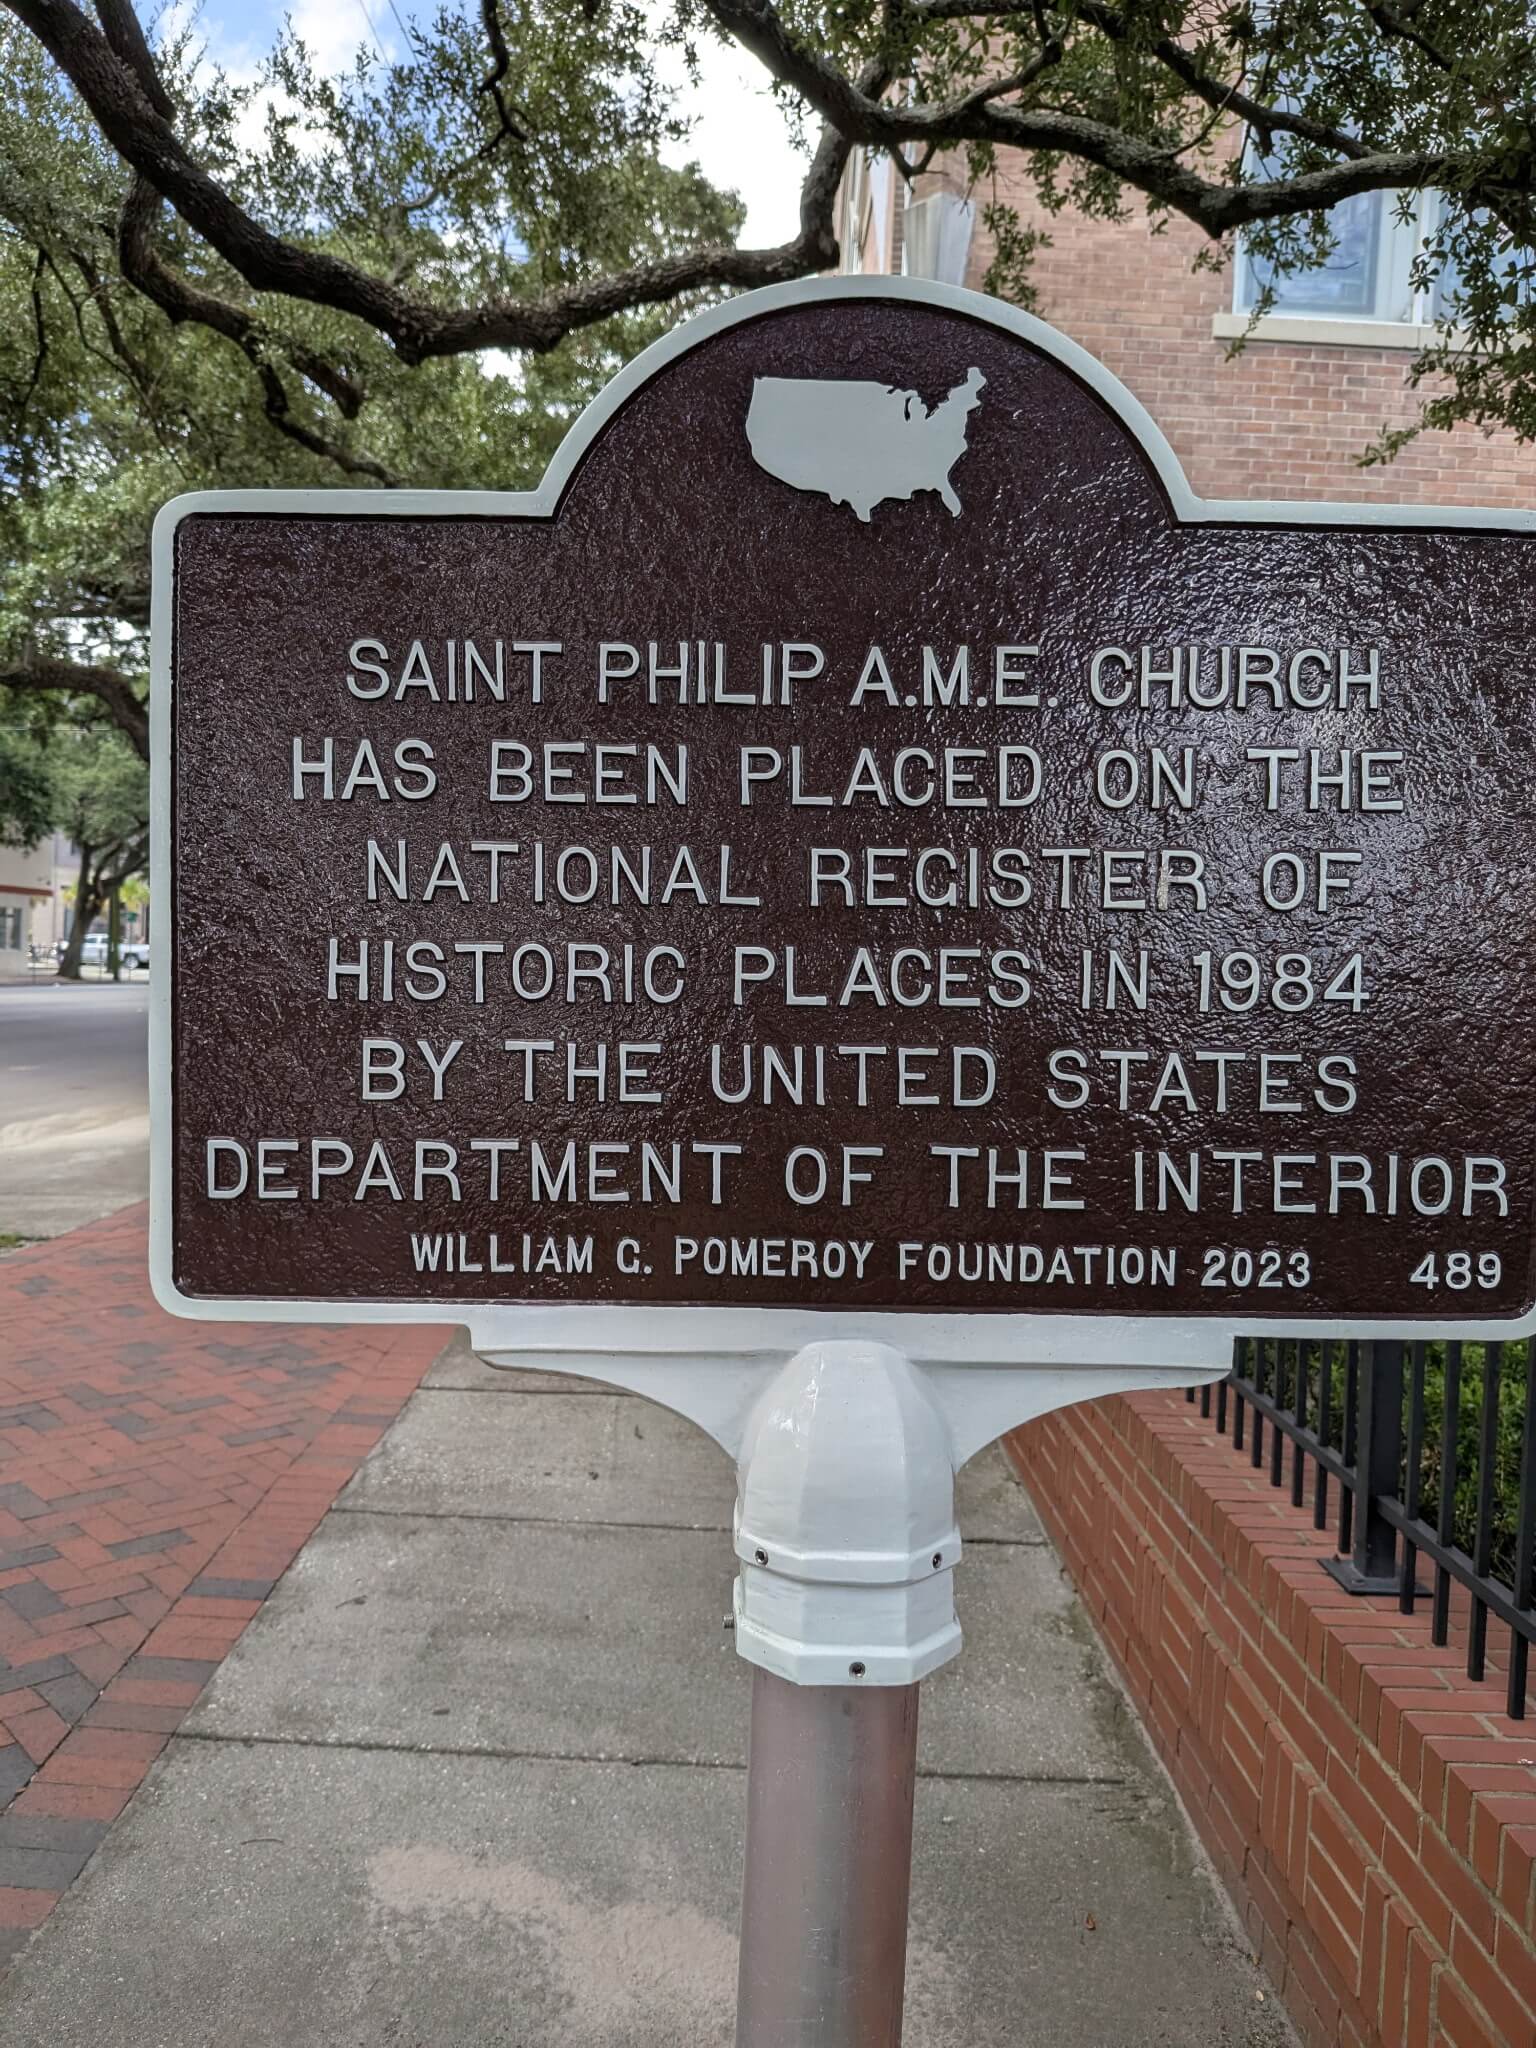 SAINT PHILIP A.M.E. CHURCH
HAS BEEN PLACED ON THE
NATIONAL REGISTER OF
HISTORIC PLACES IN 1984
BY THE UNITED STATES
DEPARTMENT OF THE INTERIOR
WILLIAM G. POMEROY FOUNDATION 2023 489